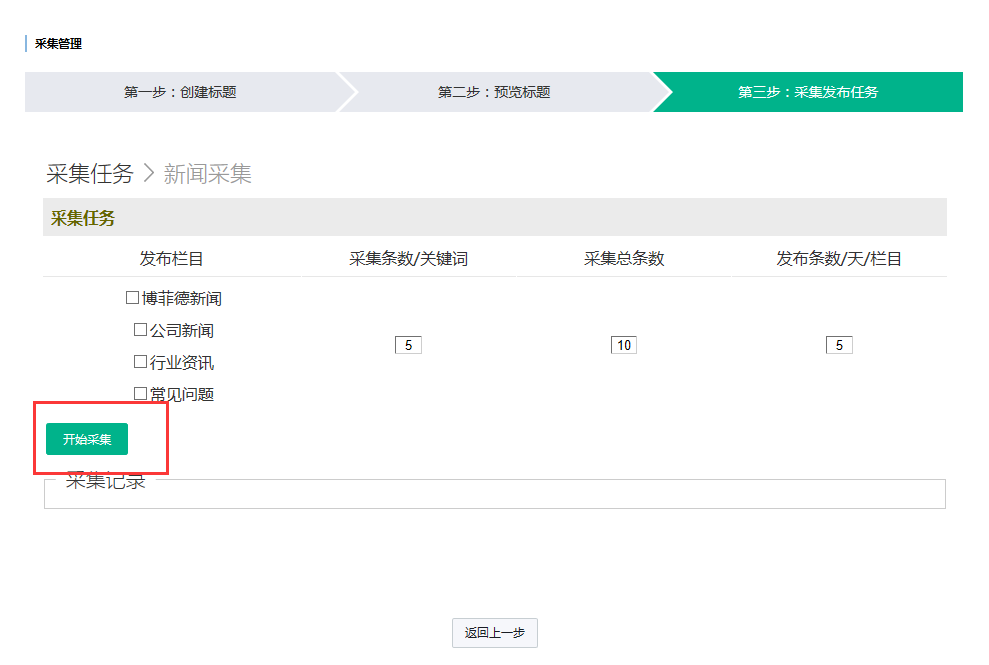 采集管理
第一步：创建标题 第二步：预览标题 第三步：采集发布任务
采集任务 > 新闻采集
采集任务
发布栏目 采集条数/关键词 采集总条数 发布条数/天/栏目
博菲德新闻
公司新闻
5 10 5
行业资讯
常见问题
开始采集
采集记录
返回上一步